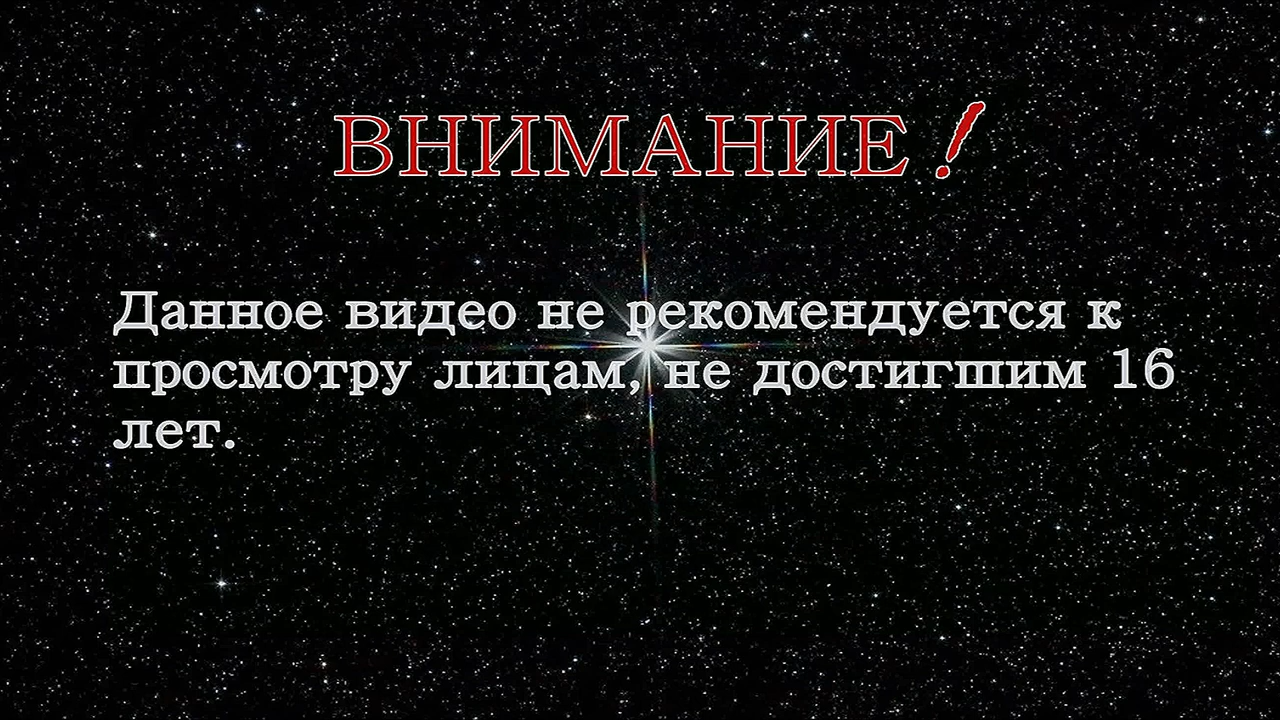 ВНИМАНИЕ!
Данное видео не рекомендуется к
просмотру лицам, не достигшим 16
лет.